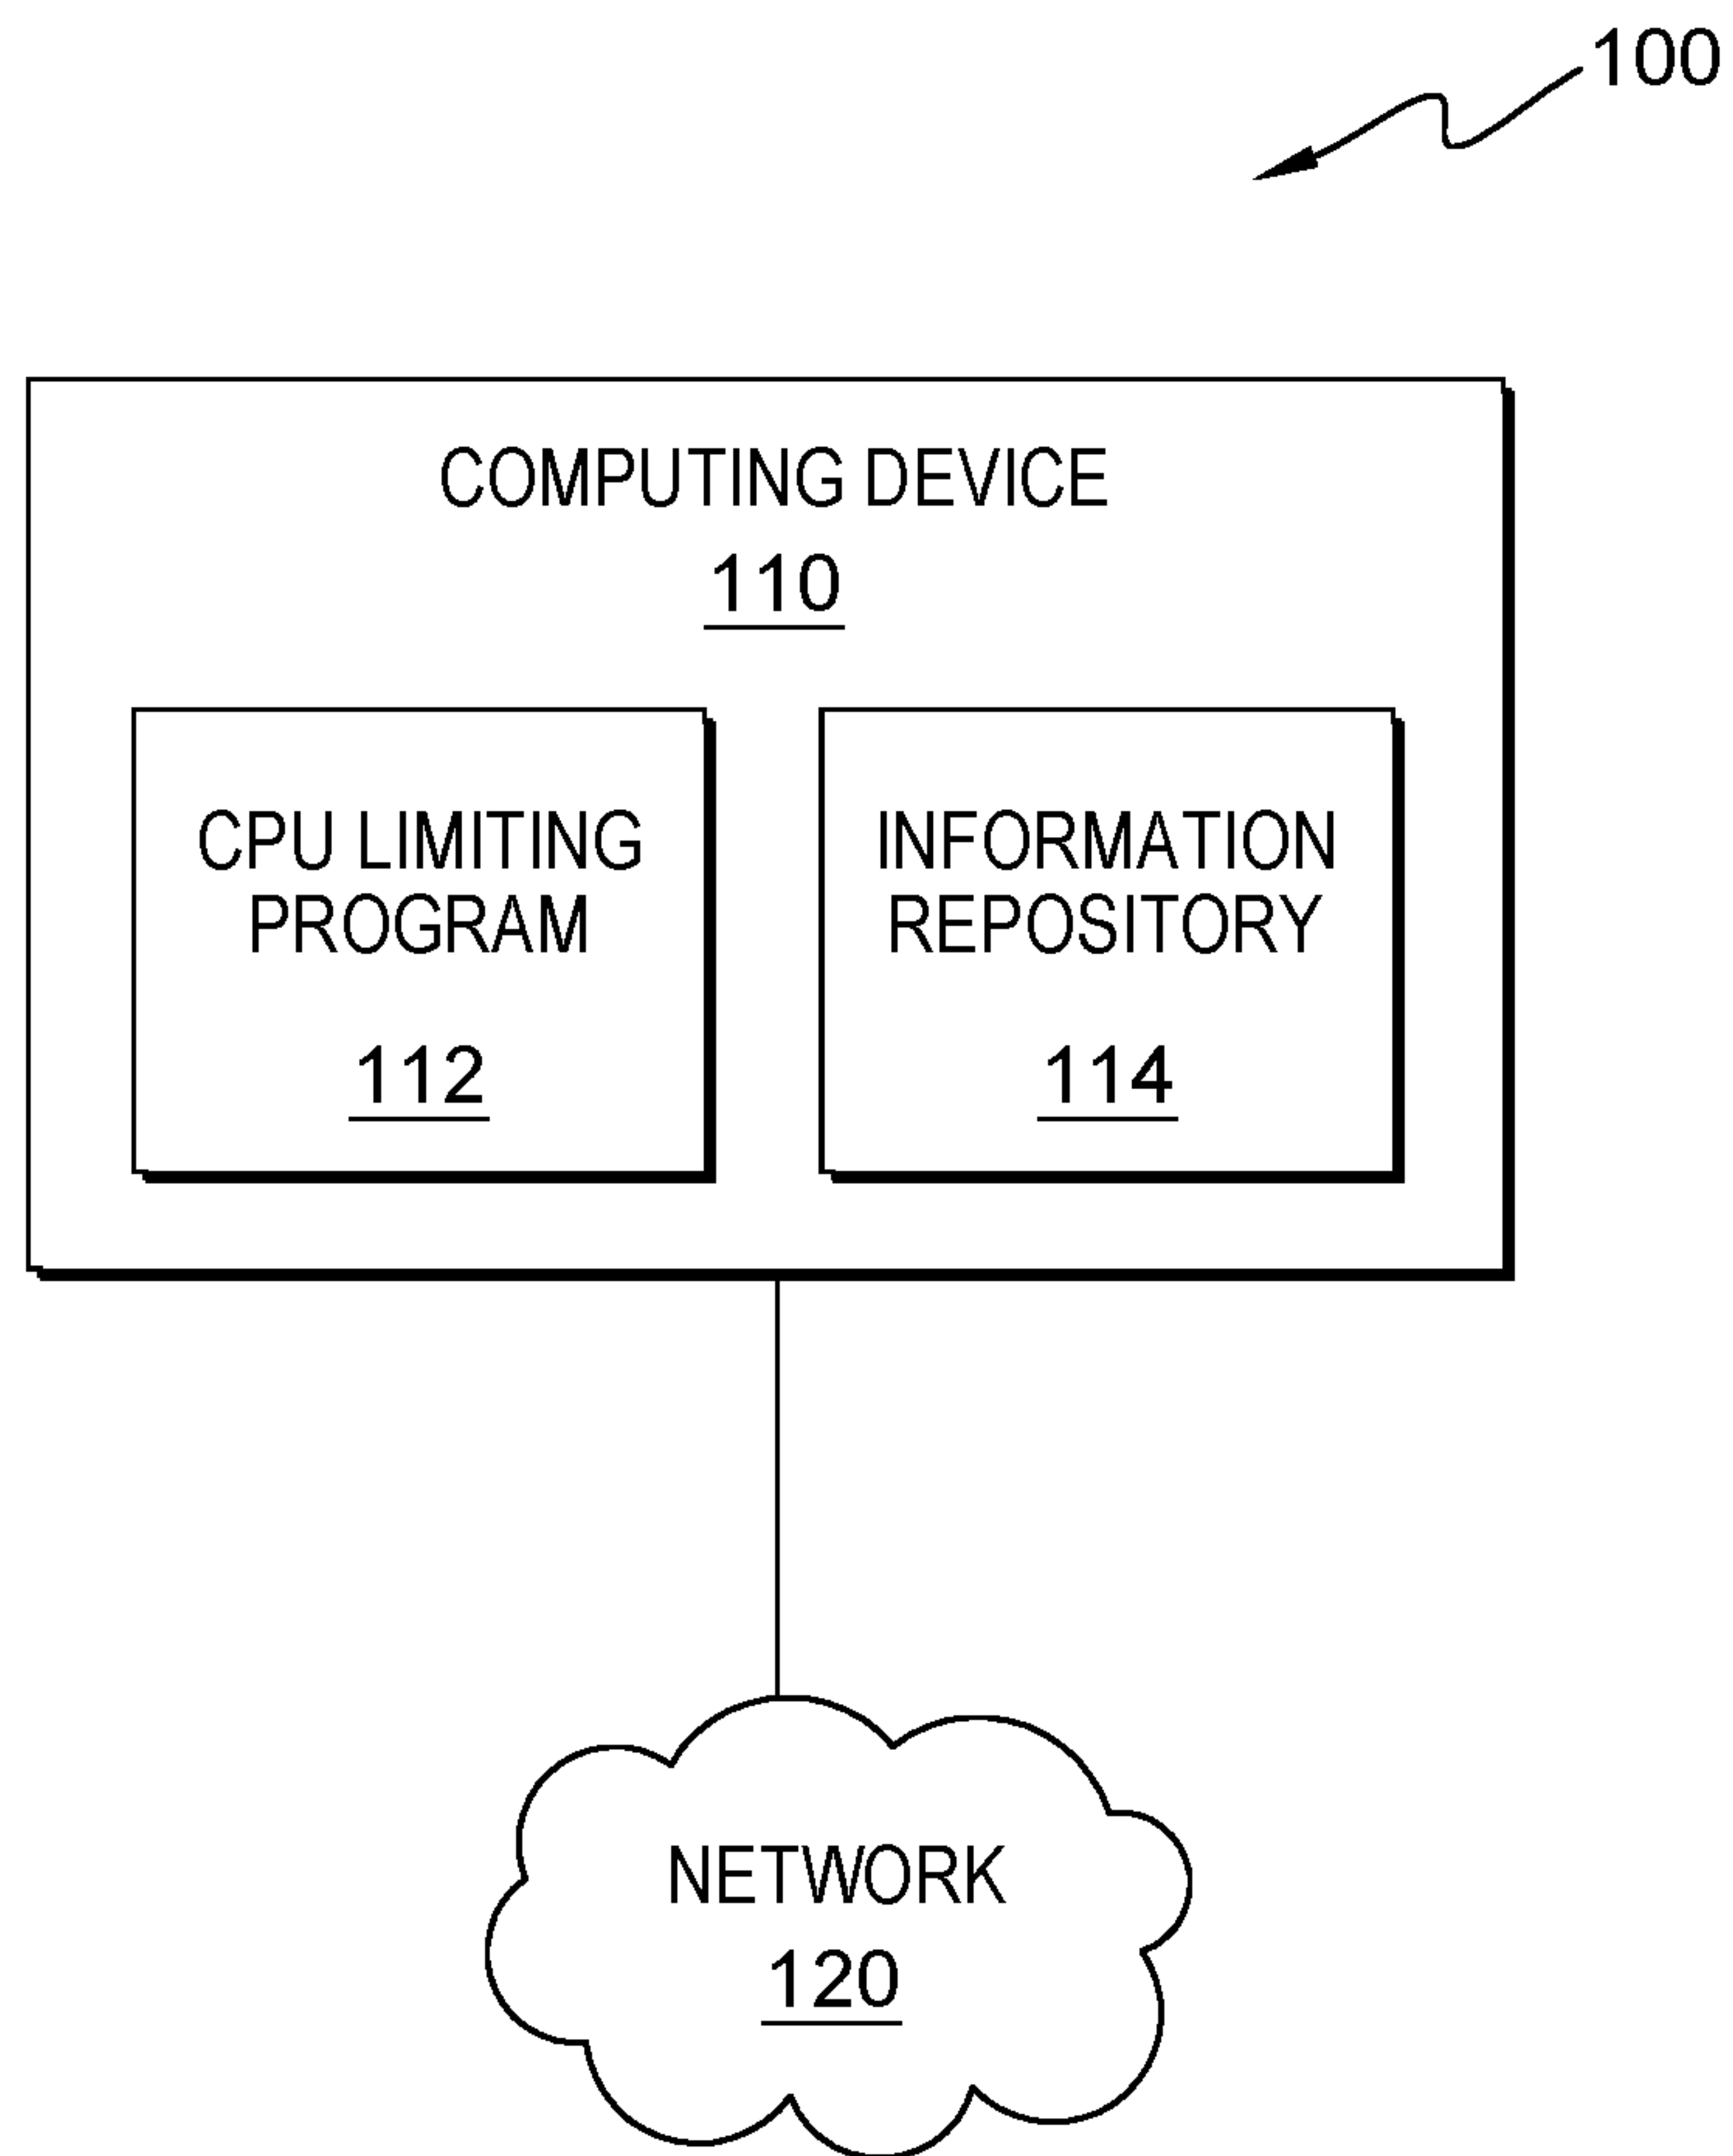 100
COMPUTING DEVICE
110
CPU LIMITING
PROGRAM
112
INFORMATION
REPOSITORY
114
NETWORK
120